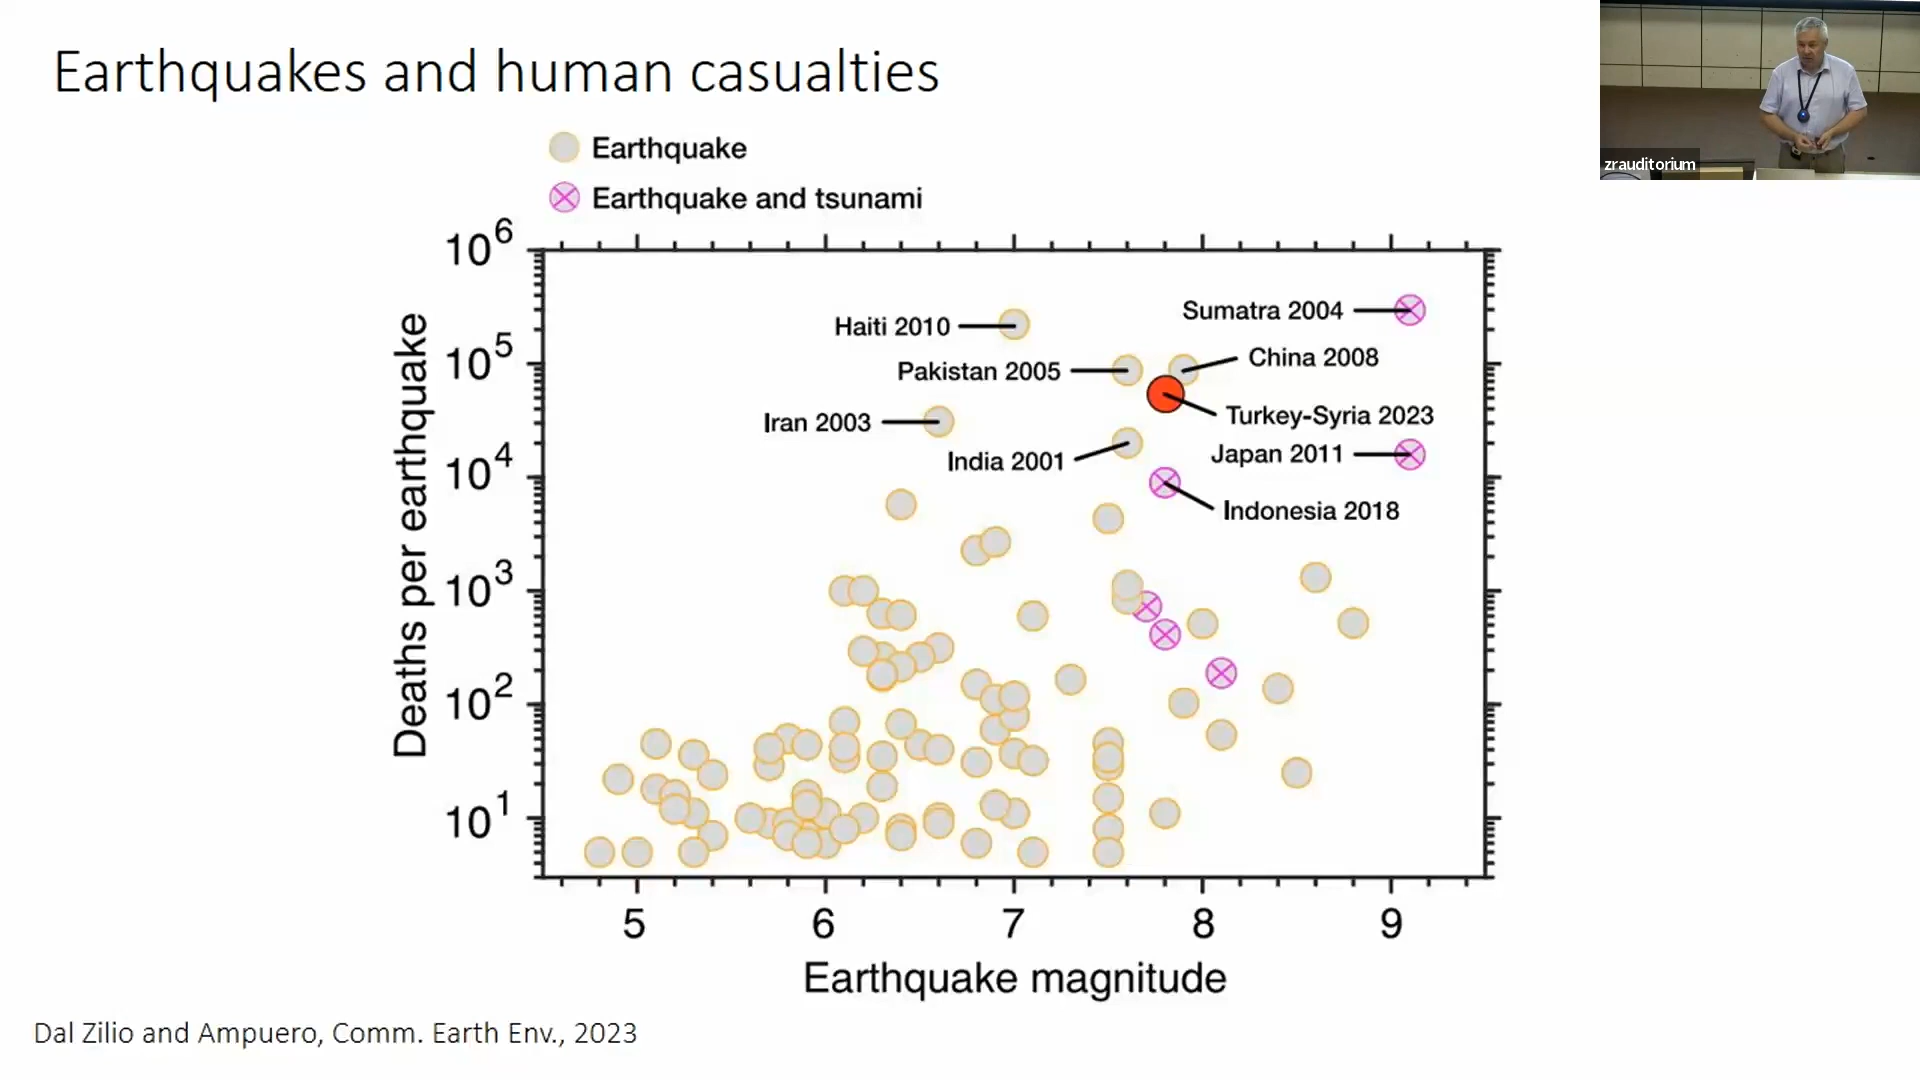 Earthquakes and human casualties
zrauditorium
Earthquake
Earthquake and tsunami
Deaths per earthquake
10^6
10^5
10^4
10^3
10^2
10^1
Haiti 2010
Sumatra 2004
China 2008
Pakistan 2005
Turkey-Syria 2023
Iran 2003
Japan 2011
India 2001
Indonesia 2018
5 6 7 8 9
Earthquake magnitude
Dal Zilio and Ampuero, Comm. Earth Env., 2023